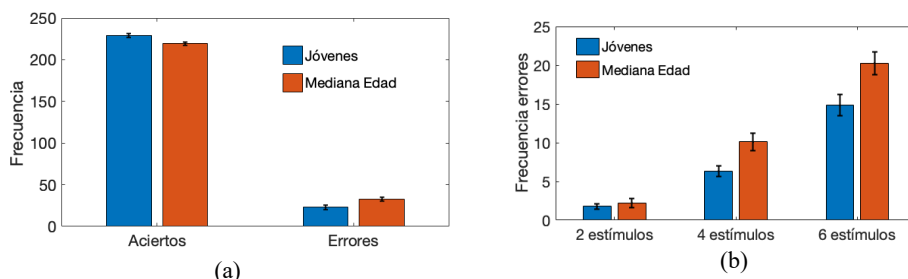 250
200
150
100
50
0
Frecuencia
Jóvenes
Mediana Edad
Aciertos
Errores
(a)
25
20
15
10
5
0
Frecuencia errores
Jóvenes
Mediana Edad
2 estímulos
4 estímulos
6 estímulos
(b)